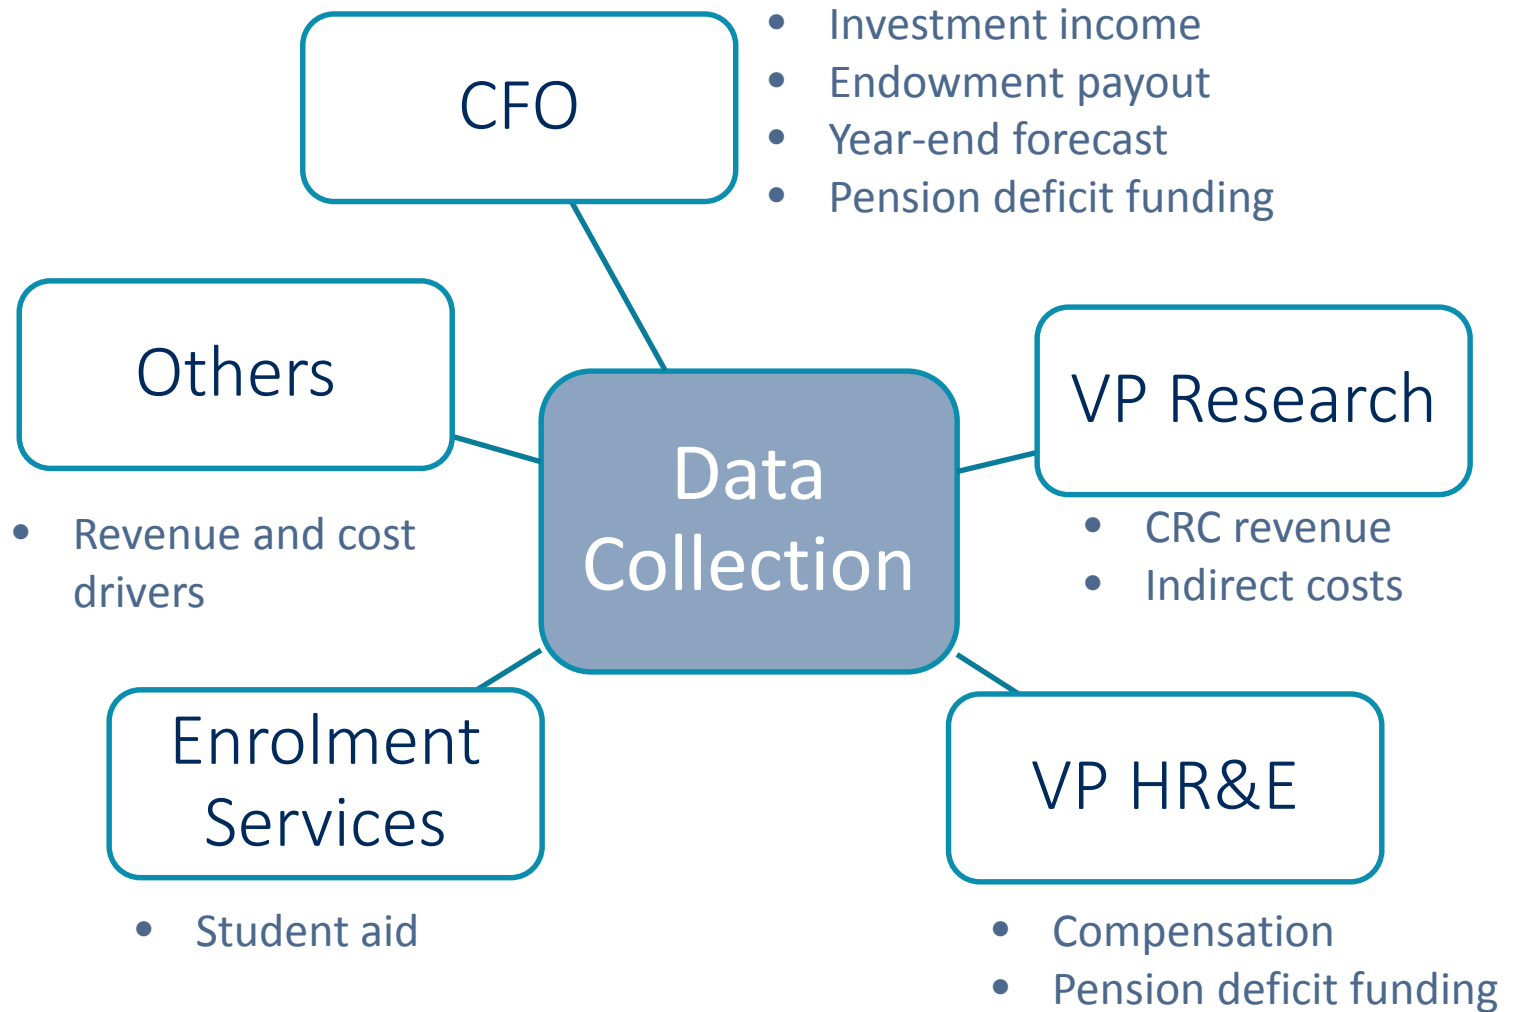 CFO
• Investment income
• Endowment payout
• Year-end forecast
• Pension deficit funding
Others
• Revenue and cost
drivers
Data
Collection
VP Research
• CRC revenue
• Indirect costs
Enrolment
Services
• Student aid
VP HR&E
• Compensation
• Pension deficit funding